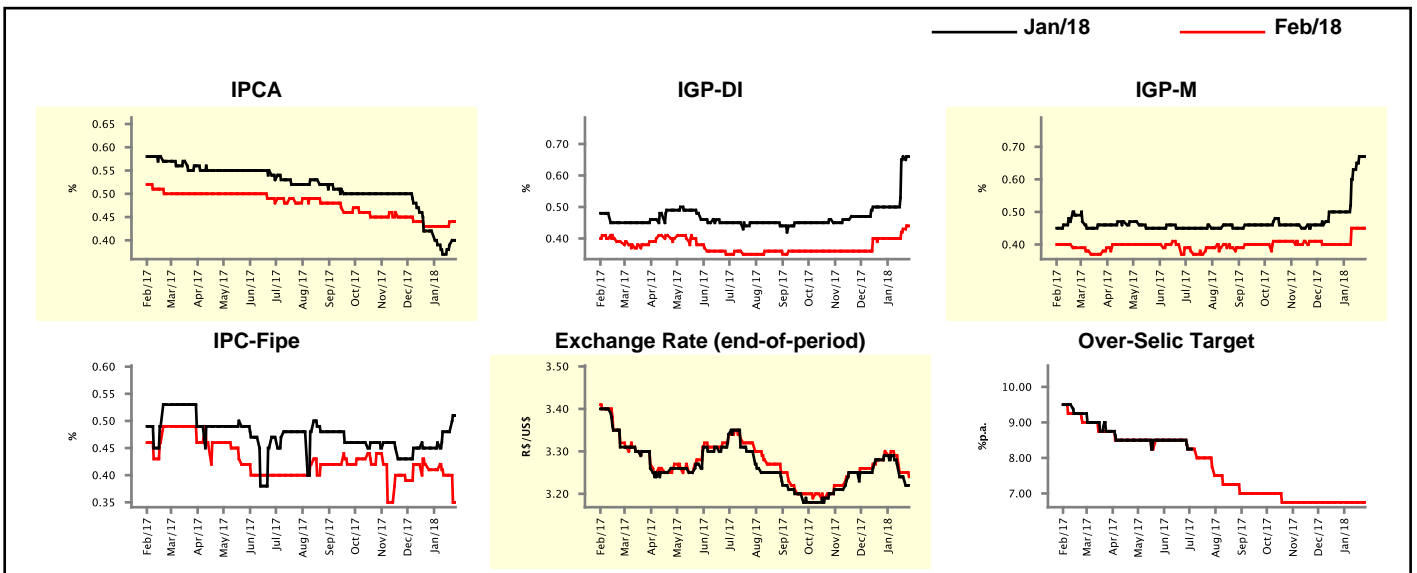 Jan/18 Feb/18
IPCA IGP-DI IGP-M
%
0.65
0.60
0.55
0.50
0.45
0.40
Feb/17 Mar/17 Apr/17 May/17 Jun/17 Jul/17 Aug/17 Sep/17 Oct/17 Nov/17 Dec/17 Jan/18
%
0.70
0.60
0.50
0.40
Feb/17 Mar/17 Apr/17 May/17 Jun/17 Jul/17 Aug/17 Sep/17 Oct/17 Nov/17 Dec/17 Jan/18
%
0.70
0.60
0.50
0.40
Feb/17 Mar/17 Apr/17 May/17 Jun/17 Jul/17 Aug/17 Sep/17 Oct/17 Nov/17 Dec/17 Jan/18
IPC-Fipe Exchange Rate (end-of-period) Over-Selic Target
%
0.60
0.55
0.50
0.45
0.40
0.35
Feb/17 Mar/17 Apr/17 May/17 Jun/17 Jul/17 Aug/17 Sep/17 Oct/17 Nov/17 Dec/17 Jan/18
R$/US$
3.50
3.40
3.30
3.20
Feb/17 Mar/17 Apr/17 May/17 Jun/17 Jul/17 Aug/17 Sep/17 Oct/17 Nov/17 Dec/17 Jan/18
%p.a.
10.00
9.00
8.00
7.00
Feb/17 Mar/17 Apr/17 May/17 Jun/17 Jul/17 Aug/17 Sep/17 Oct/17 Nov/17 Dec/17 Jan/18